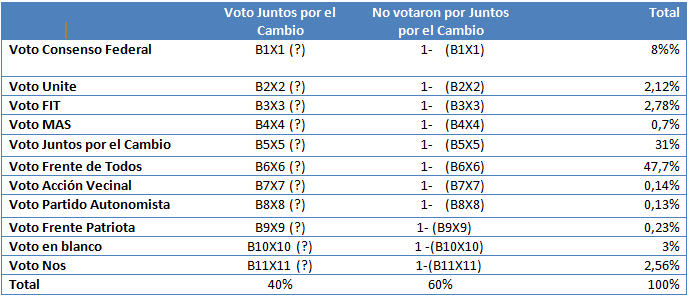 Voto Juntos por el Cambio No votaron por Juntos por el Cambio Total
Voto Consenso Federal B1X1 (?) 1- (B1X1) 8%%
Voto Unite B2X2 (?) 1- (B2X2) 2,12%
Voto FIT B3X3 (?) 1- (B3X3) 2,78%
Voto MAS B4X4 (?) 1- (B4X4) 0,7%
Voto Juntos por el Cambio B5X5 (?) 1- (B5X5) 31%
Voto Frente de Todos B6X6 (?) 1- (B6X6) 47,7%
Voto Acción Vecinal B7X7 (?) 1- (B7X7) 0,14%
Voto Partido Autonomista B8X8 (?) 1- (B8X8) 0,13%
Voto Frente Patriota B9X9 (?) 1- (B9X9) 0,23%
Voto en blanco B10X10 (?) 1 -(B10X10) 3%
Voto Nos B11X11 (?) 1-(B11X11) 2,56%
Total 40% 60% 100%